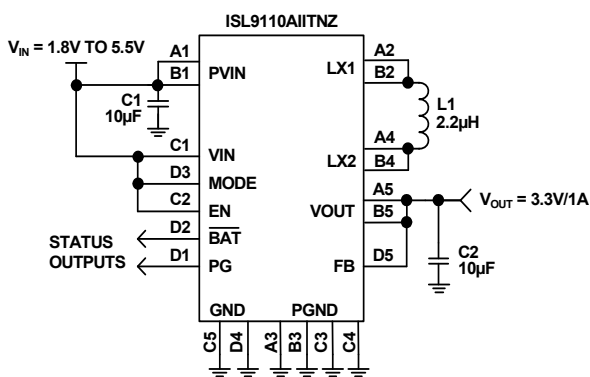 ISL9110AIITNZ
VIN = 1.8V TO 5.5V
A1
B1
PVIN
C1
10µF
C1
VIN
D3
MODE
C2
EN
STATUS
OUTPUTS
D2
BAT
D1
PG
LX1
A2
B2
L1
2.2µH
LX2
A4
B4
A5
VOUT
B5
VOUT = 3.3V/1A
D5
FB
C2
10µF
GND
PGND
C5
D4
A3
B3
C3
C4